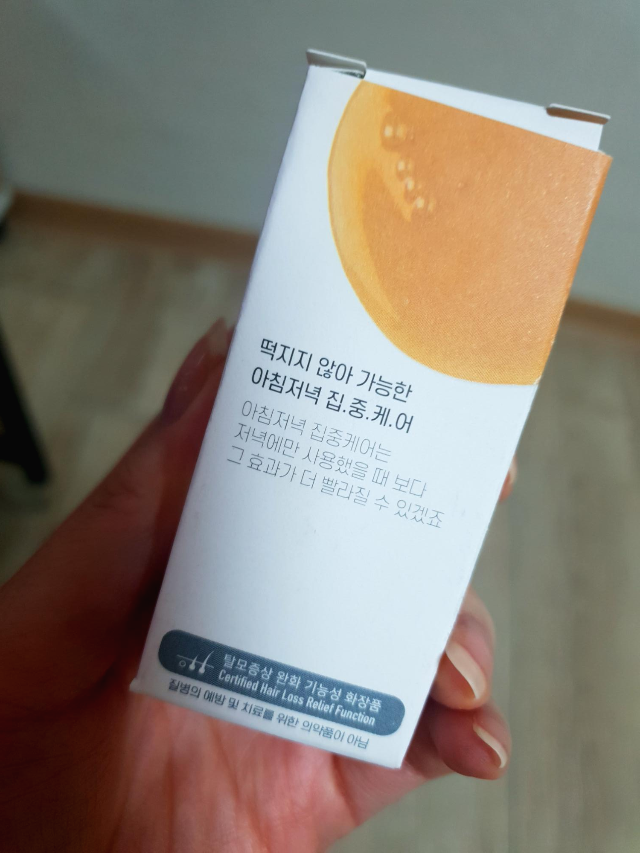 떡지지 않아 가능한
아침저녁 집.중.케.어
아침저녁 집중케어는
저녁에만 사용했을 때 보다
그 효과가 더 빨라질 수 있겠죠
탈모증상 완화 기능성 화장품
Certified Hair Loss Relief Function
질병의 예방 및 치료를 위한 의약품이 아님